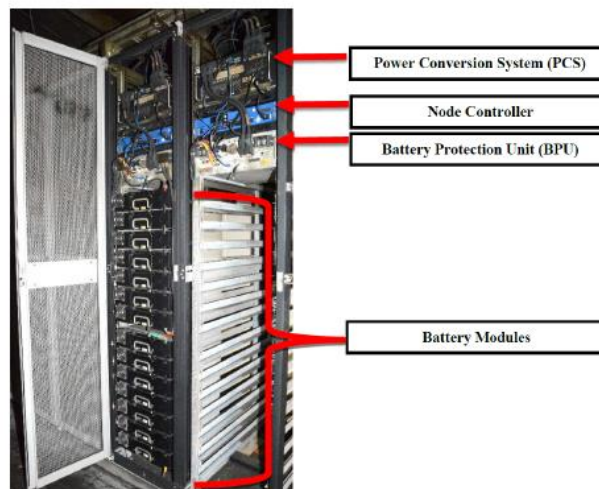 Power Conversion System (PCS)
Node Controller
Battery Protection Unit (BPU)
Battery Modules